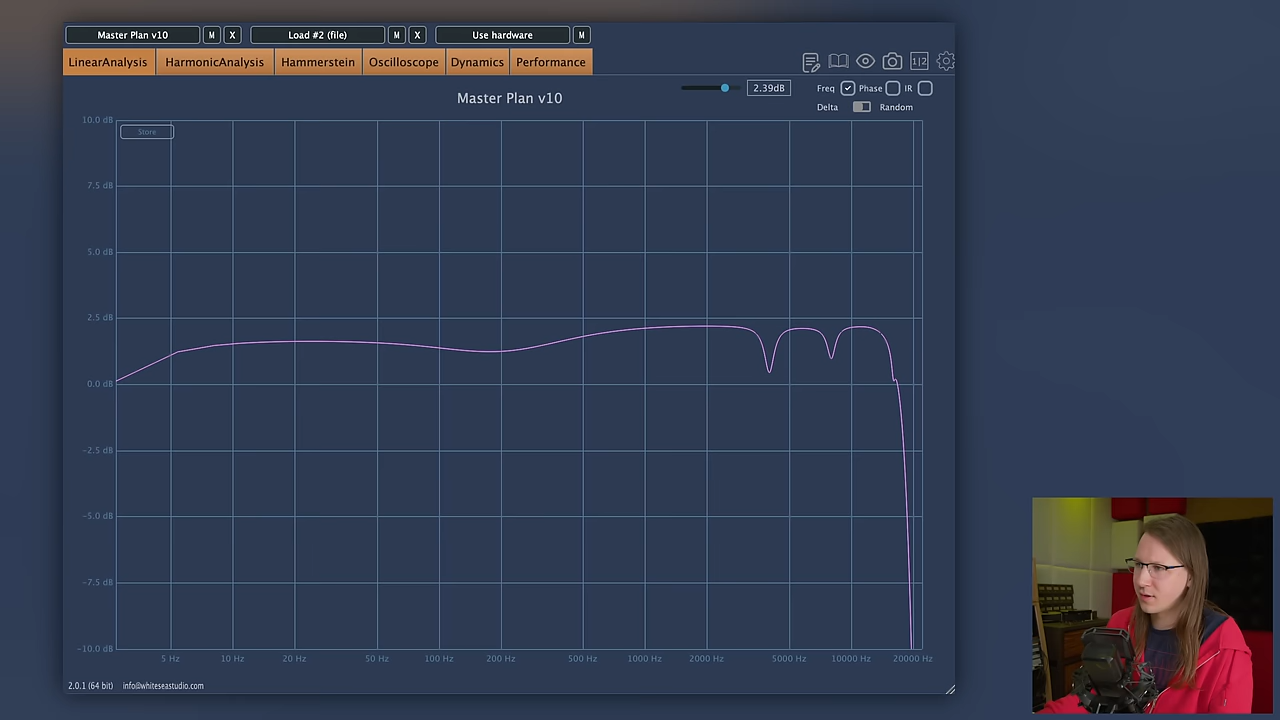 Master Plan v10 M X Load #2 (file) M X Use hardware M
LinearAnalysis HarmonicAnalysis Hammerstein Oscilloscope Dynamics Performance 1|2
2.39dB Freq Phase IR
Master Plan v10
Delta Random
10.0 dB
Store
7.5 dB
5.0 dB
2.5 dB
0.0 dB
-2.5 dB
-5.0 dB
-7.5 dB
-10.0 dB
5 Hz 10 Hz 20 Hz 50 Hz 100 Hz 200 Hz 500 Hz 1000 Hz 2000 Hz 5000 Hz 10000 Hz 20000 Hz
2.0.1 (64 bit) info@whiteseastudio.com